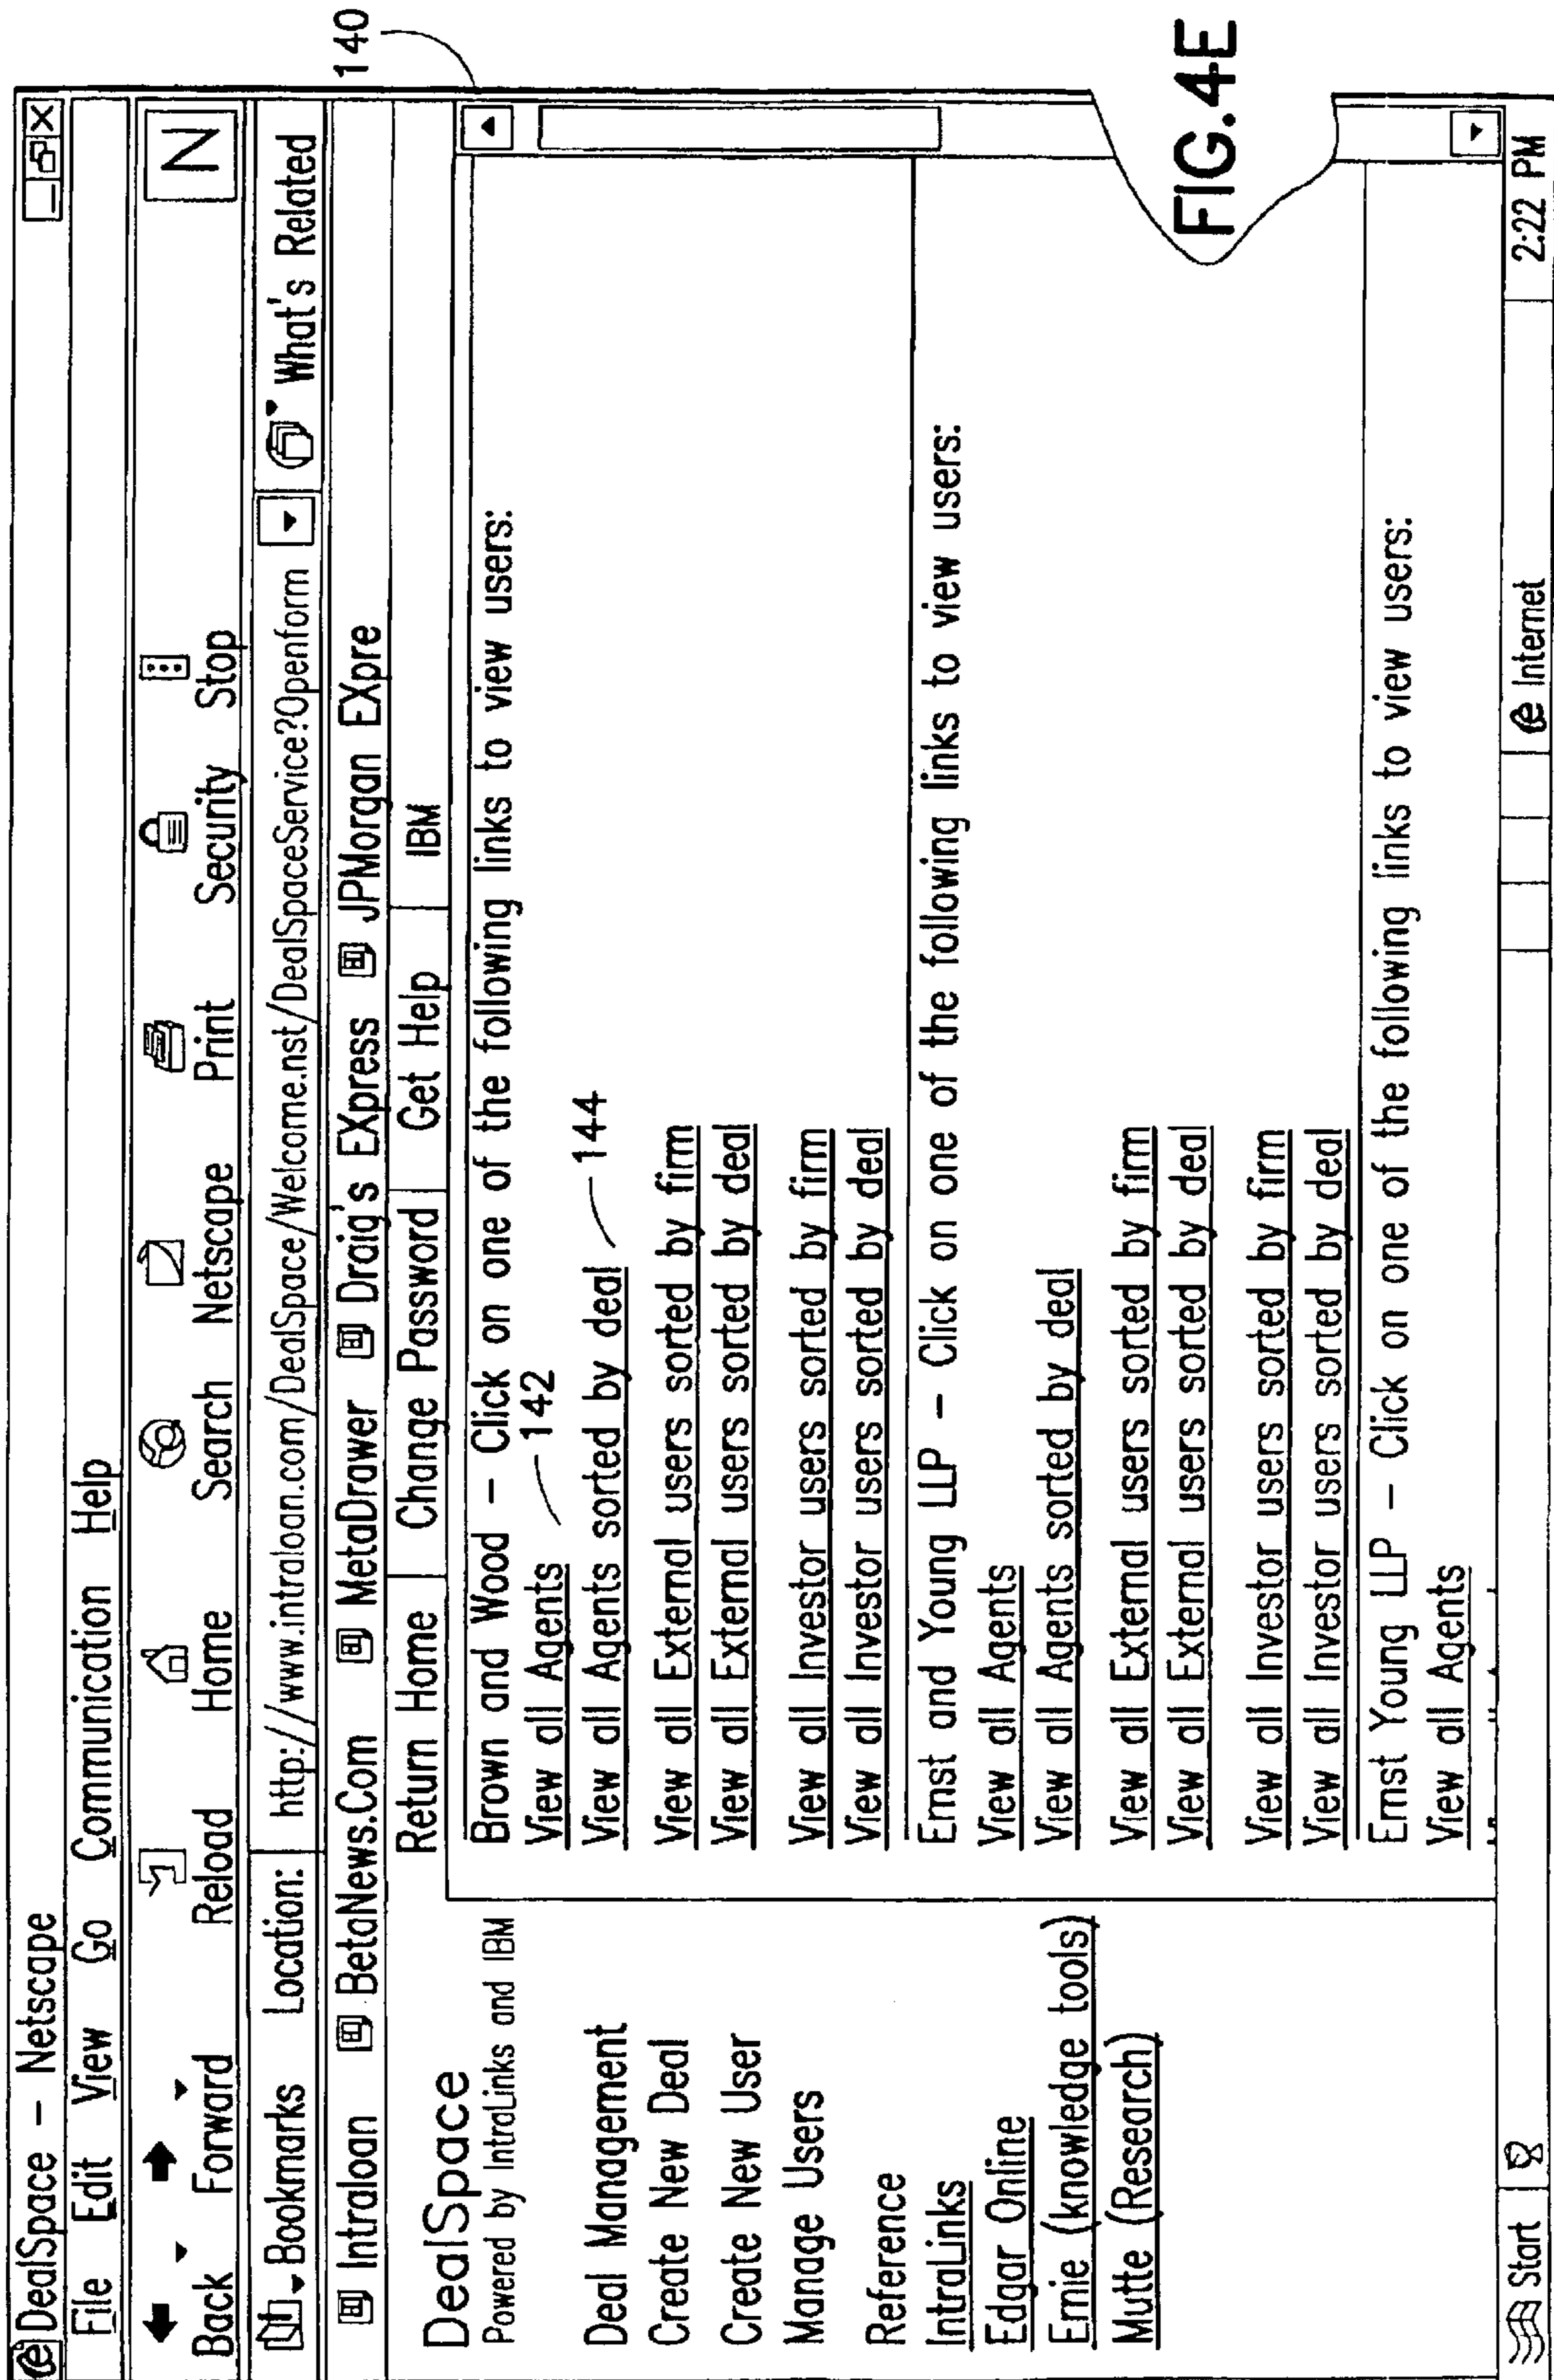 DealSpace – Netscape
File Edit View Go Communication Help
Back Forward Reload Home Search Netscape Print Security Stop
N
Bookmarks Location: http://www.intraloan.com/DealSpace/Welcome.nst/DealSpaceService?Openform What's Related
Intraloan BetaNews.Com MetaDrawer Draig's EXpress JPMorgan EXpre
140
Return Home Change Password Get Help IBM
DealSpace
Powered by IntraLinks and IBM
Deal Management
Create New Deal
Create New User
Manage Users
Reference
IntraLinks
Edgar Online
Ernie (knowledge tools)
Mutte (Research)
Brown and Wood – Click on one of the following links to view users:
View all Agents 142
View all Agents sorted by deal 144
View all External users sorted by firm
View all External users sorted by deal
View all Investor users sorted by firm
View all Investor users sorted by deal
Ernst and Young LLP – Click on one of the following links to view users:
View all Agents
View all Agents sorted by deal
View all External users sorted by firm
View all External users sorted by deal
View all Investor users sorted by firm
View all Investor users sorted by deal
Ernst Young LLP – Click on one of the following links to view users:
View all Agents
Start Internet 2:22 PM
FIG.4E